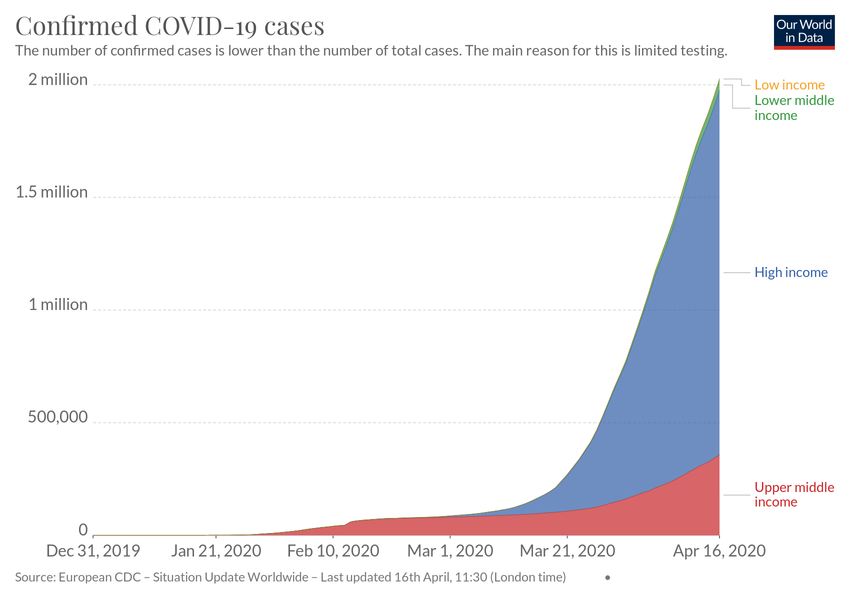 Confirmed COVID-19 cases
The number of confirmed cases is lower than the number of total cases. The main reason for this is limited testing.
Our World
in Data
2 million
1.5 million
1 million
500,000
0
Low income
Lower middle
income
High income
Upper middle
income
Dec 31, 2019
Jan 21, 2020
Feb 10, 2020
Mar 1, 2020
Mar 21, 2020
Apr 16, 2020
Source: European CDC – Situation Update Worldwide – Last updated 16th April, 11:30 (London time) •